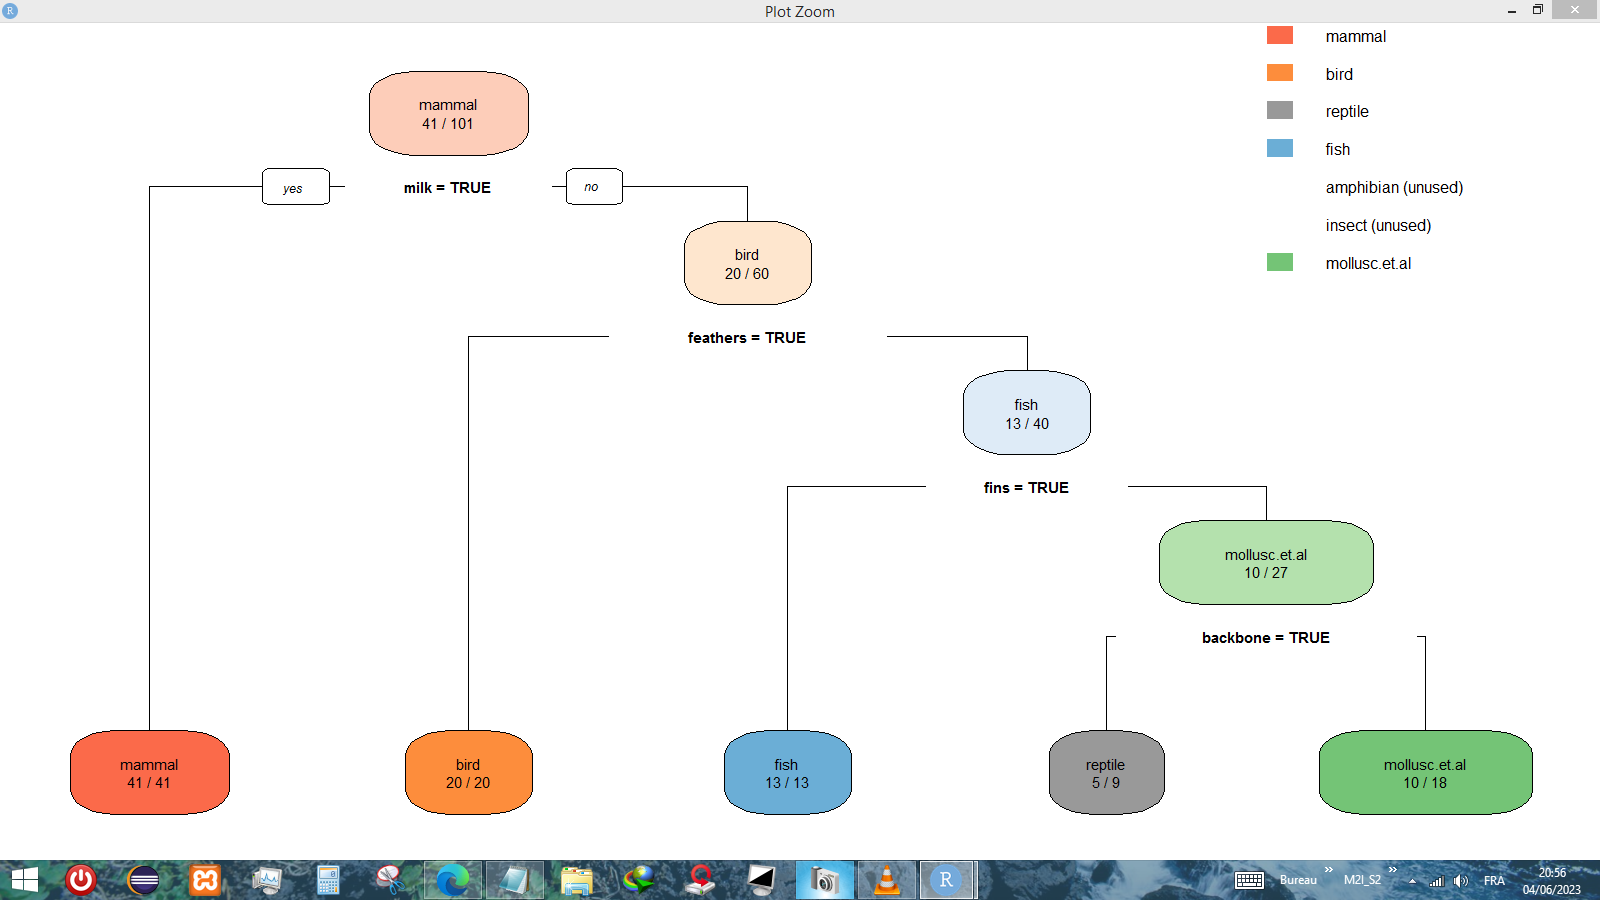 R
Plot Zoom
mammal
bird
reptile
fish
amphibian (unused)
insect (unused)
mollusc.et.al
mammal
41 / 101
yes
milk = TRUE
no
bird
20 / 60
feathers = TRUE
fish
13 / 40
fins = TRUE
mollusc.et.al
10 / 27
backbone = TRUE
mammal
41 / 41
bird
20 / 20
fish
13 / 13
reptile
5 / 9
mollusc.et.al
10 / 18
R
Bureau
»
M2I_S2
»
FRA
20:56
04/06/2023